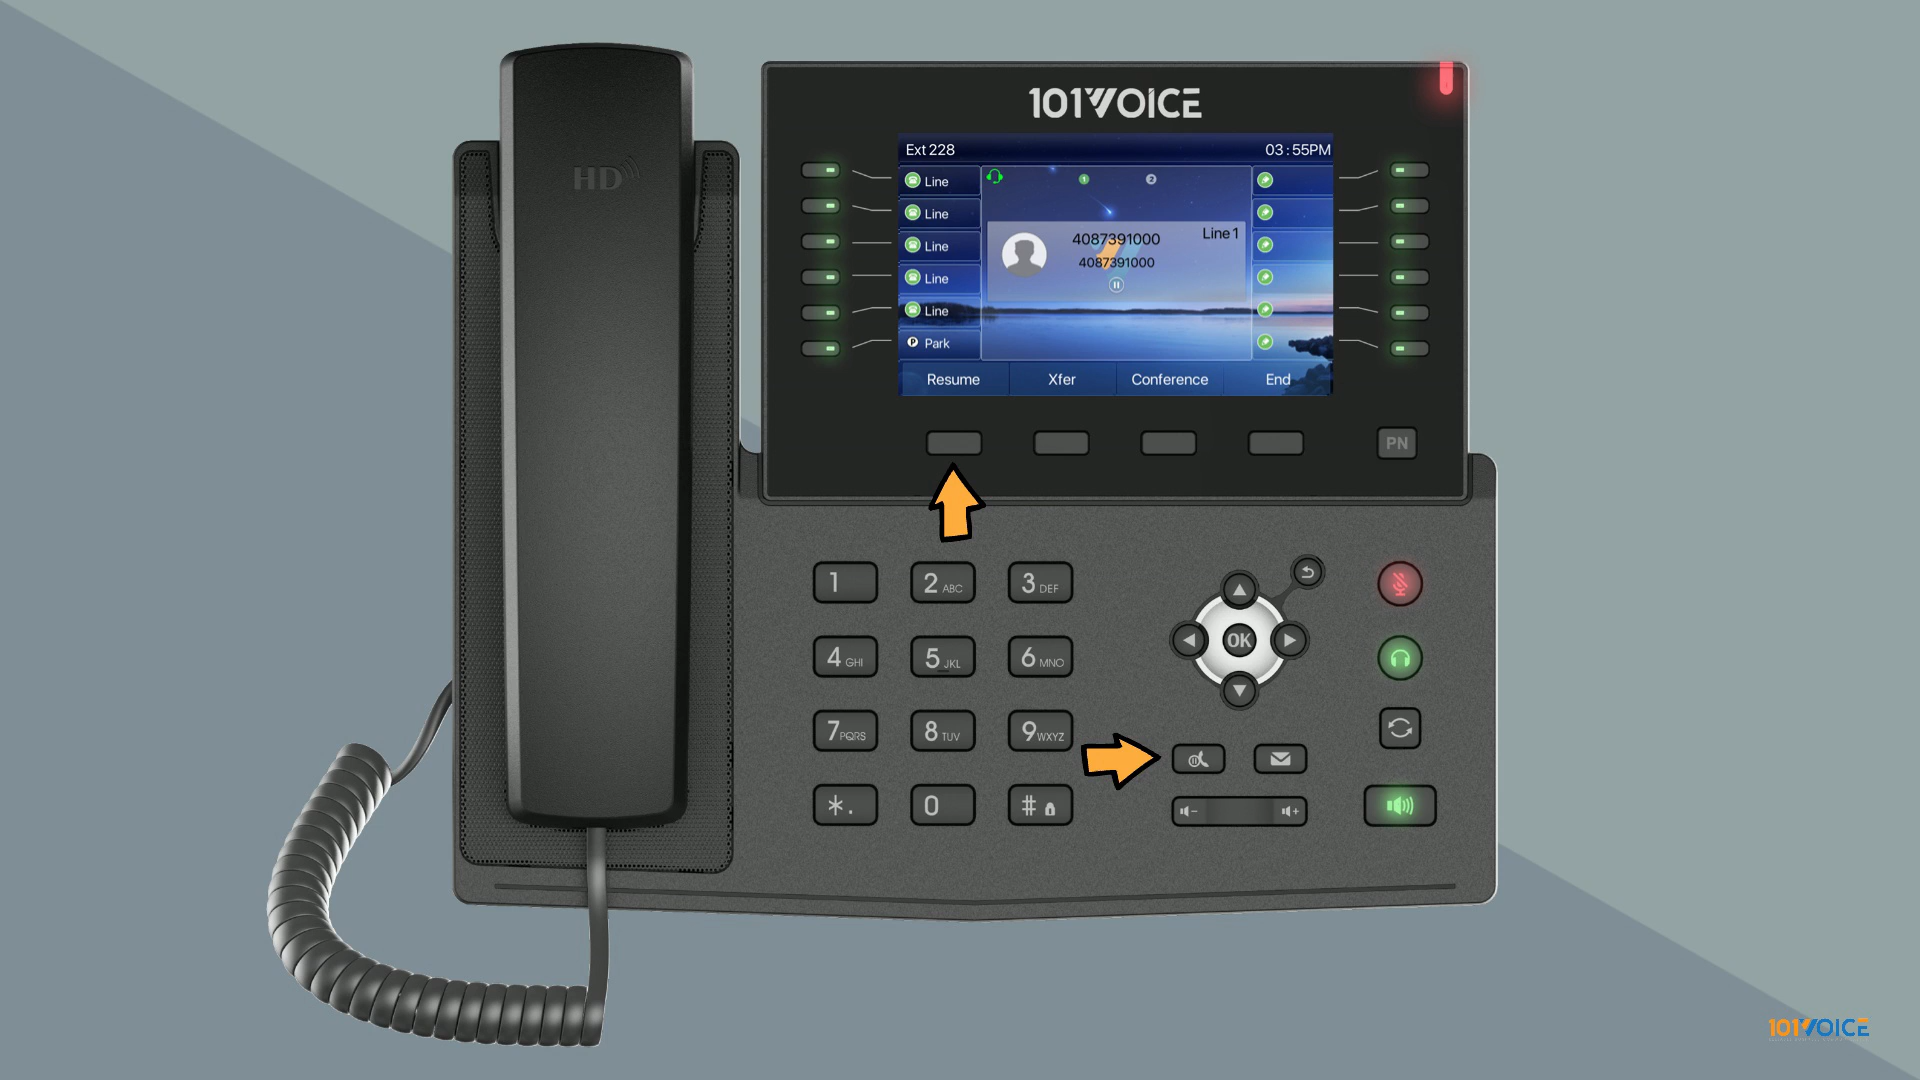 HD
101VOICE
Ext 228 03:55PM
Line
Line
Line
Line
Line
Park
1 2
4087391000 Line 1
4087391000
Resume Xfer Conference End
PN
1 2 ABC 3 DEF
4 GHI 5 JKL 6 MNO
7 PQRS 8 TUV 9 WXYZ
*. 0 #
OK
- +
101VOICE